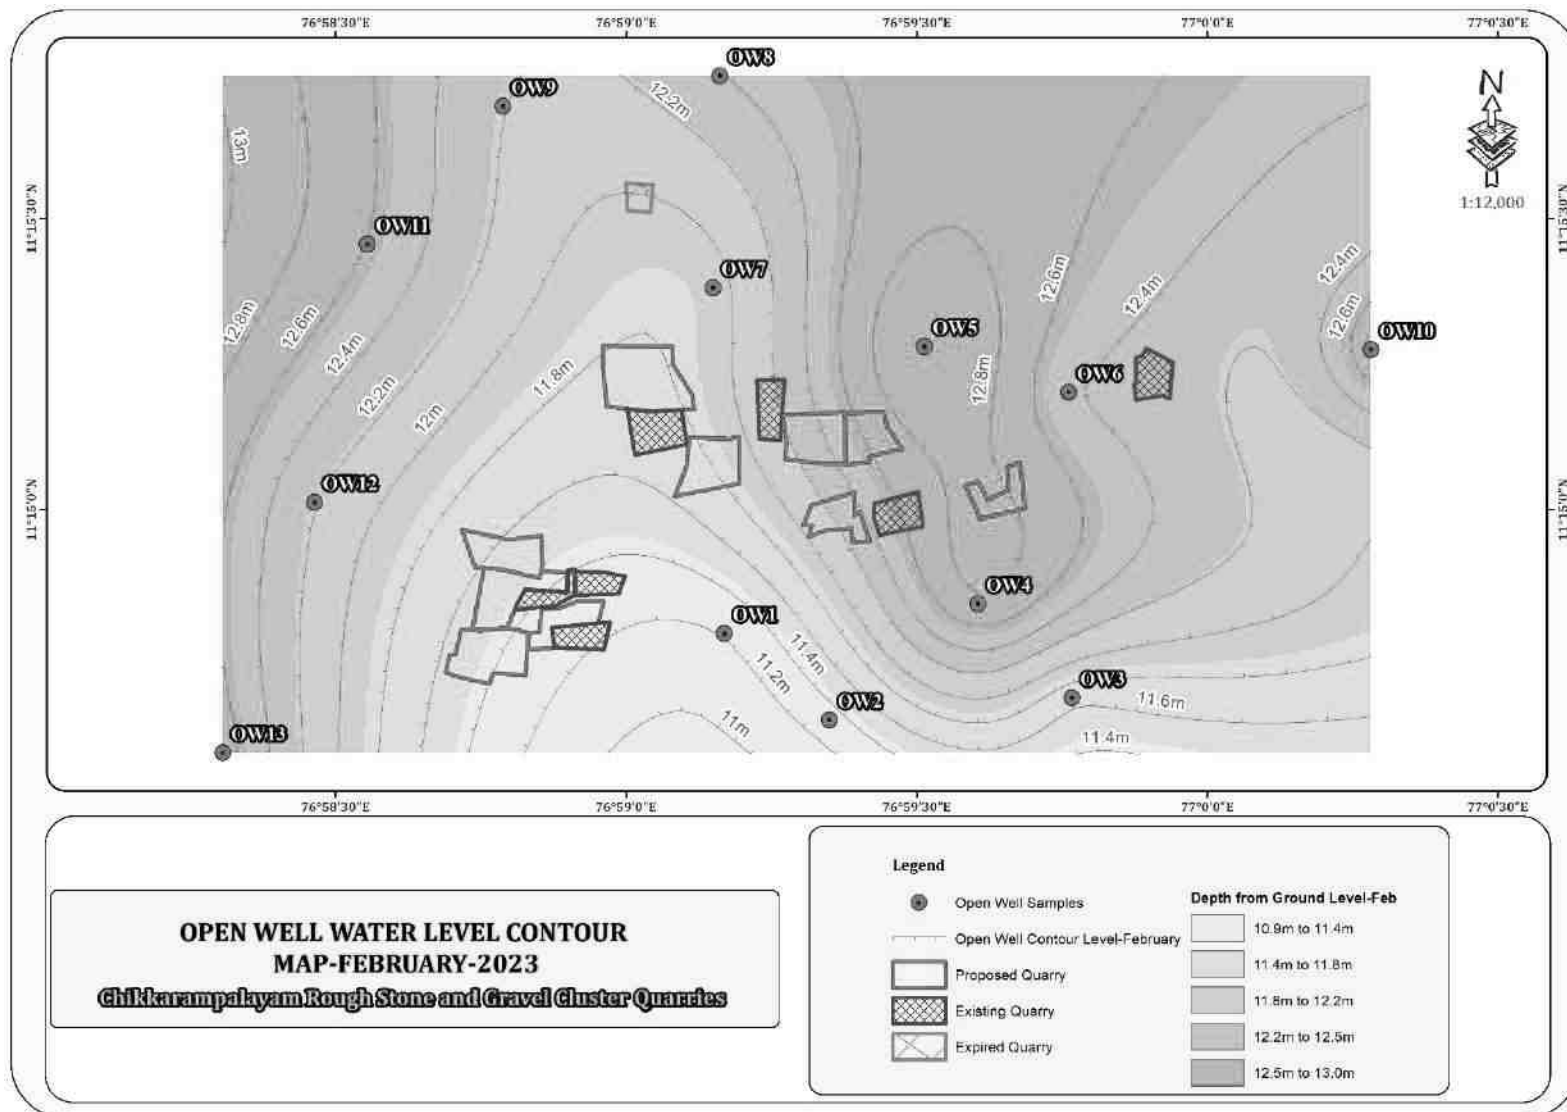 76°58'30"E
76°59'0"E
76°59'30"E
77°0'0"E
77°0'30"E
OW8
OW9
12.2m
N
13m
1:12,000
11°15'30"N
11°15'30"N
OW11
OW7
12.4m
12.6m
12.4m
12.6m
OW10
12.8m
12.6m
12.4m
OW5
12.8m
OW6
11.8m
12.2m
12m
OW12
11°15'0"N
11°15'0"N
OW4
OW1
11.4m
11.2m
OW3
11.6m
OW2
11m
11.4m
OW13
76°58'30"E
76°59'0"E
76°59'30"E
77°0'0"E
77°0'30"E
OPEN WELL WATER LEVEL CONTOUR
MAP-FEBRUARY-2023
Chikkarampalayam Rough Stone and Gravel Cluster Quarries
Legend
Open Well Samples
Open Well Contour Level-February
Proposed Quarry
Existing Quarry
Expired Quarry
Depth from Ground Level-Feb
10.9m to 11.4m
11.4m to 11.8m
11.8m to 12.2m
12.2m to 12.5m
12.5m to 13.0m